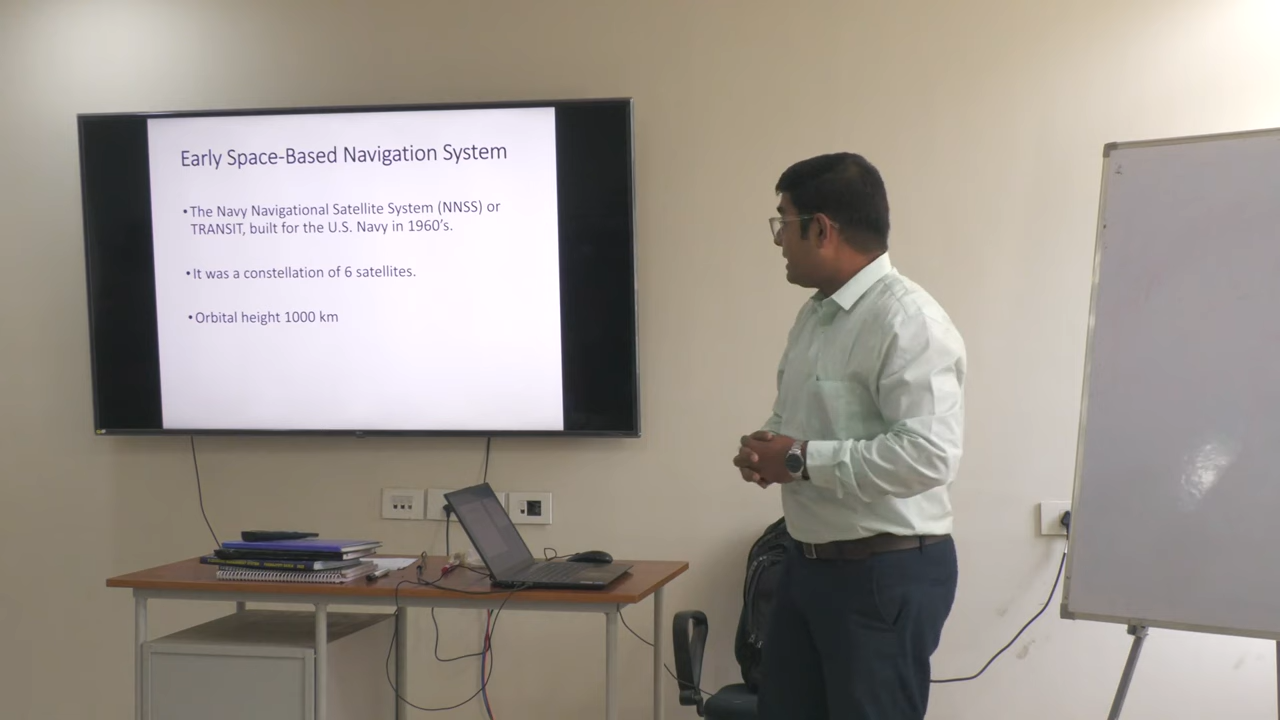 Early Space-Based Navigation System
•The Navy Navigational Satellite System (NNSS) or
TRANSIT, built for the U.S. Navy in 1960's.
•It was a constellation of 6 satellites.
•Orbital height 1000 km